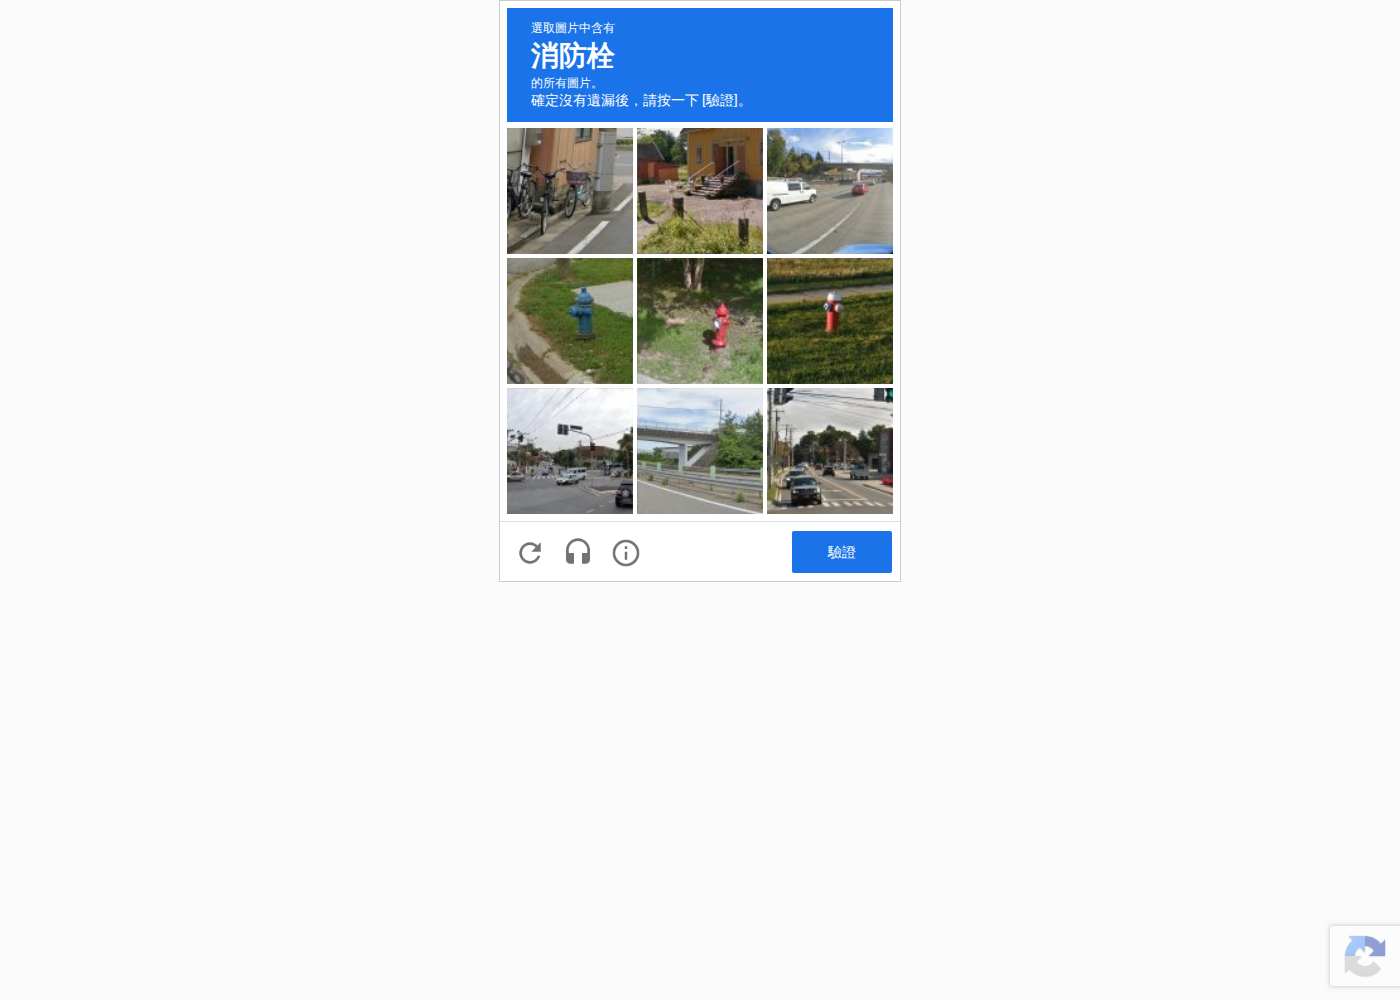 選取圖片中含有
消防栓
的所有圖片。
確定沒有遺漏後，請按一下 [驗證]。
驗證